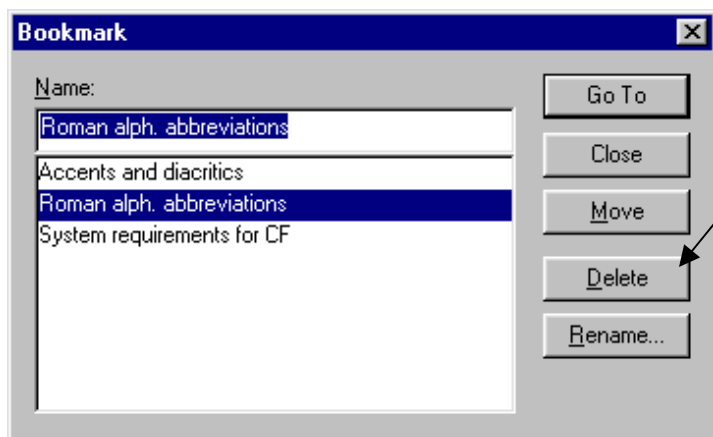 Bookmark
Name:
Roman alph. abbreviations
Accents and diacritics
Roman alph. abbreviations
System requirements for CF
Go To
Close
Move
Delete
Rename...